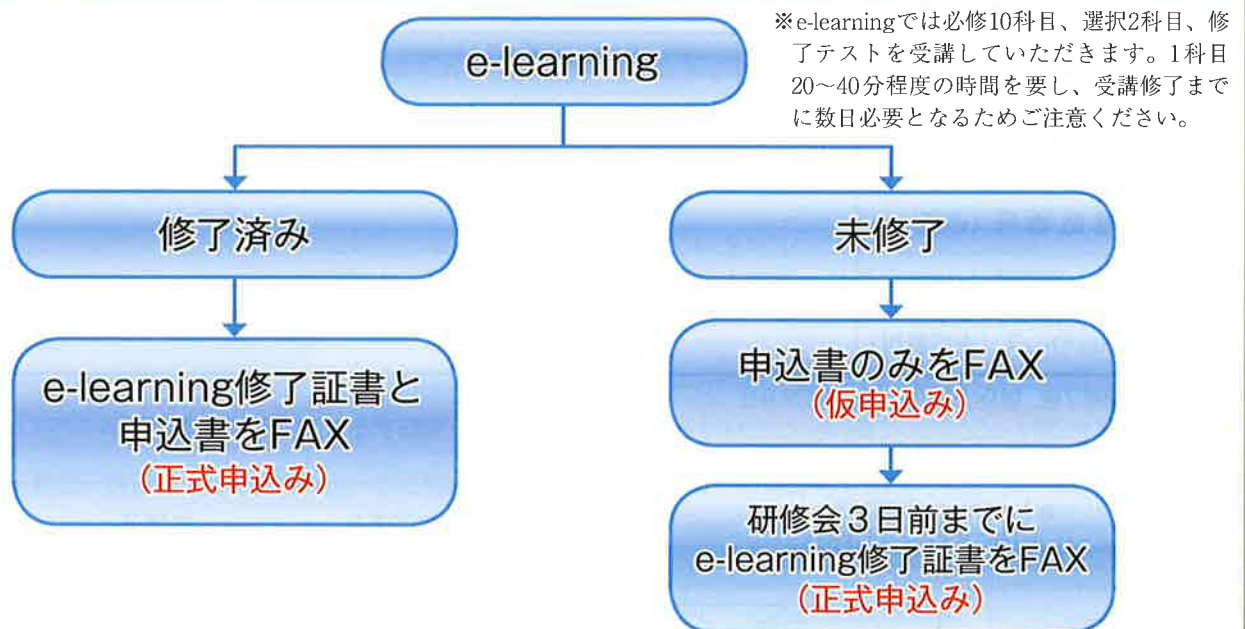 e-learning
※e-learningでは必修10科目、選択2科目、修
了テストを受講していただきます。1科目
20〜40分程度の時間を要し、受講修了まで
に数日必要となるためご注意ください。
修了済み
未修了
e-learning修了証書と
申込書をFAX
(正式申込み)
申込書のみをFAX
(仮申込み)
研修会3日前までに
e-learning修了証書をFAX
(正式申込み)